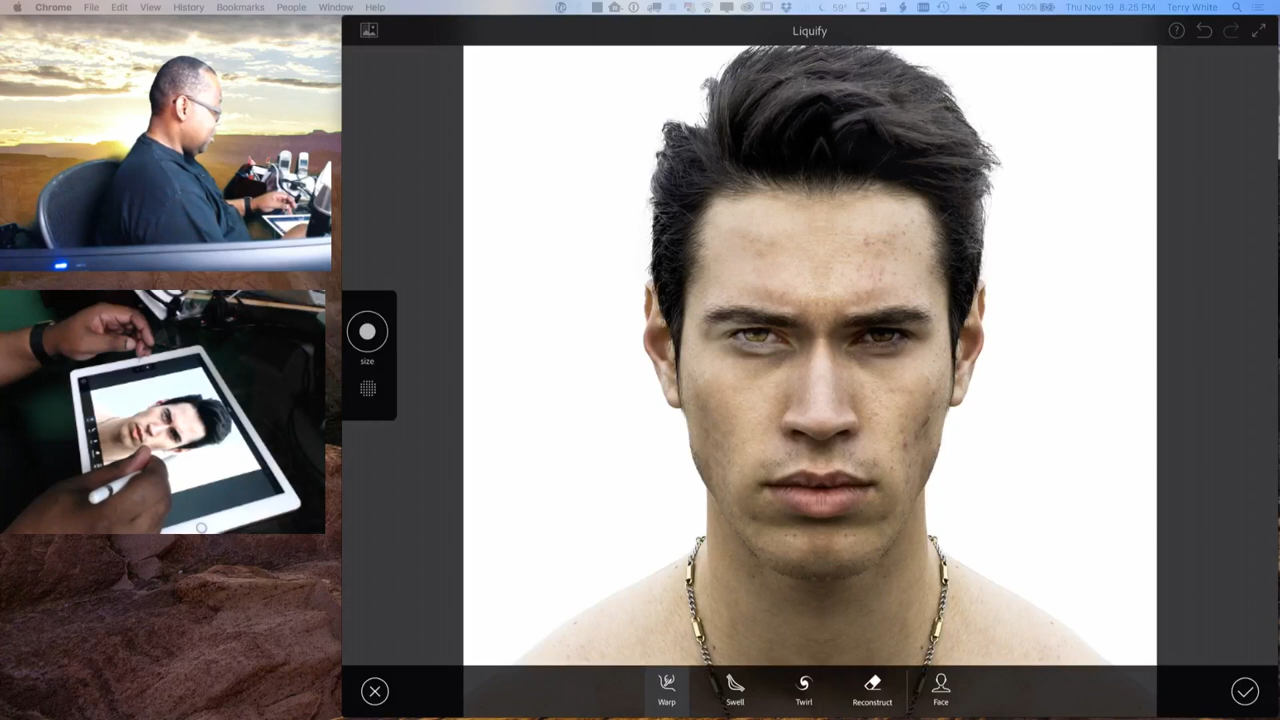 Chrome File Edit View History Bookmarks People Window Help 59° 100% Thu Nov 19 8:25 PM Terry White
Liquify
size
Warp Swell Twirl Reconstruct Face